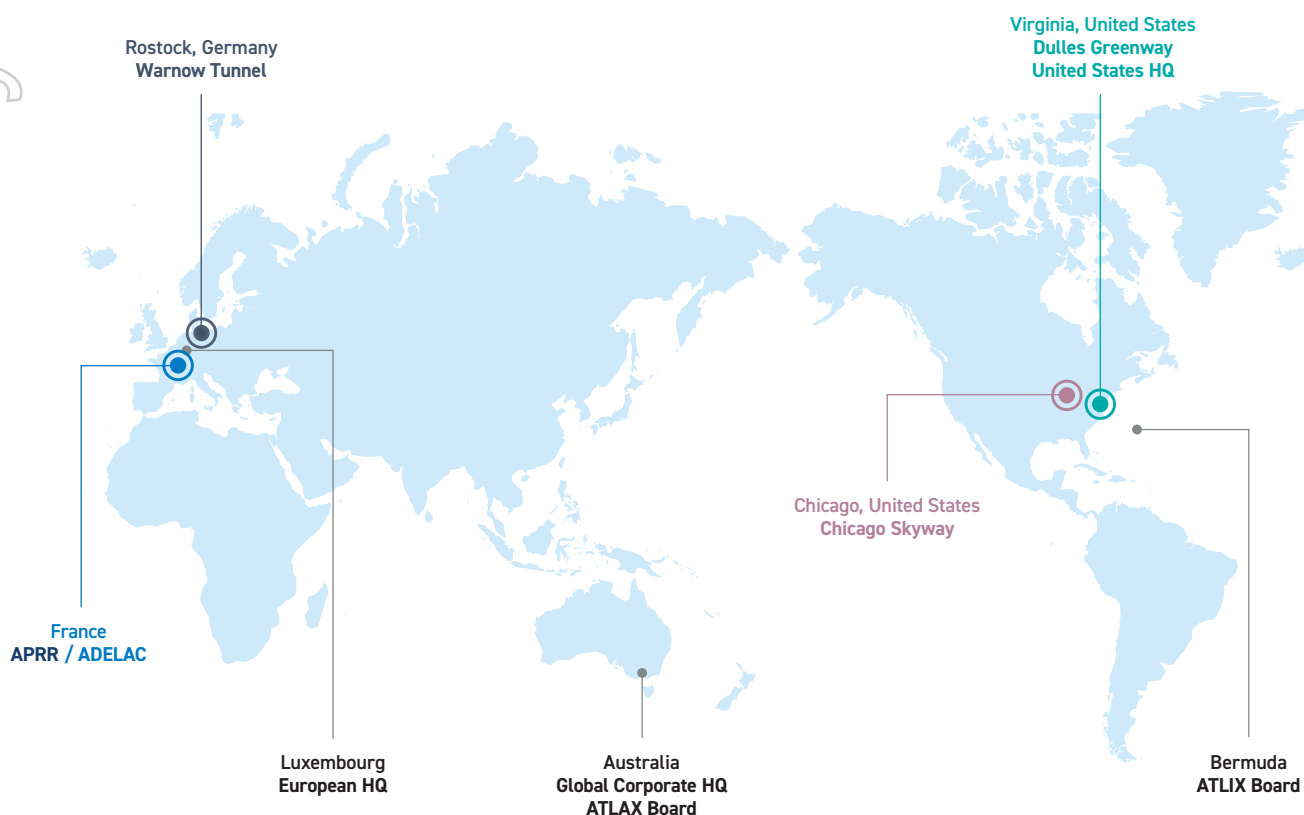 Rostock, Germany
Warnow Tunnel
Virginia, United States
Dulles Greenway
United States HQ
Chicago, United States
Chicago Skyway
France
APRR / ADELAC
Luxembourg
European HQ
Australia
Global Corporate HQ
ATLAX Board
Bermuda
ATLIX Board